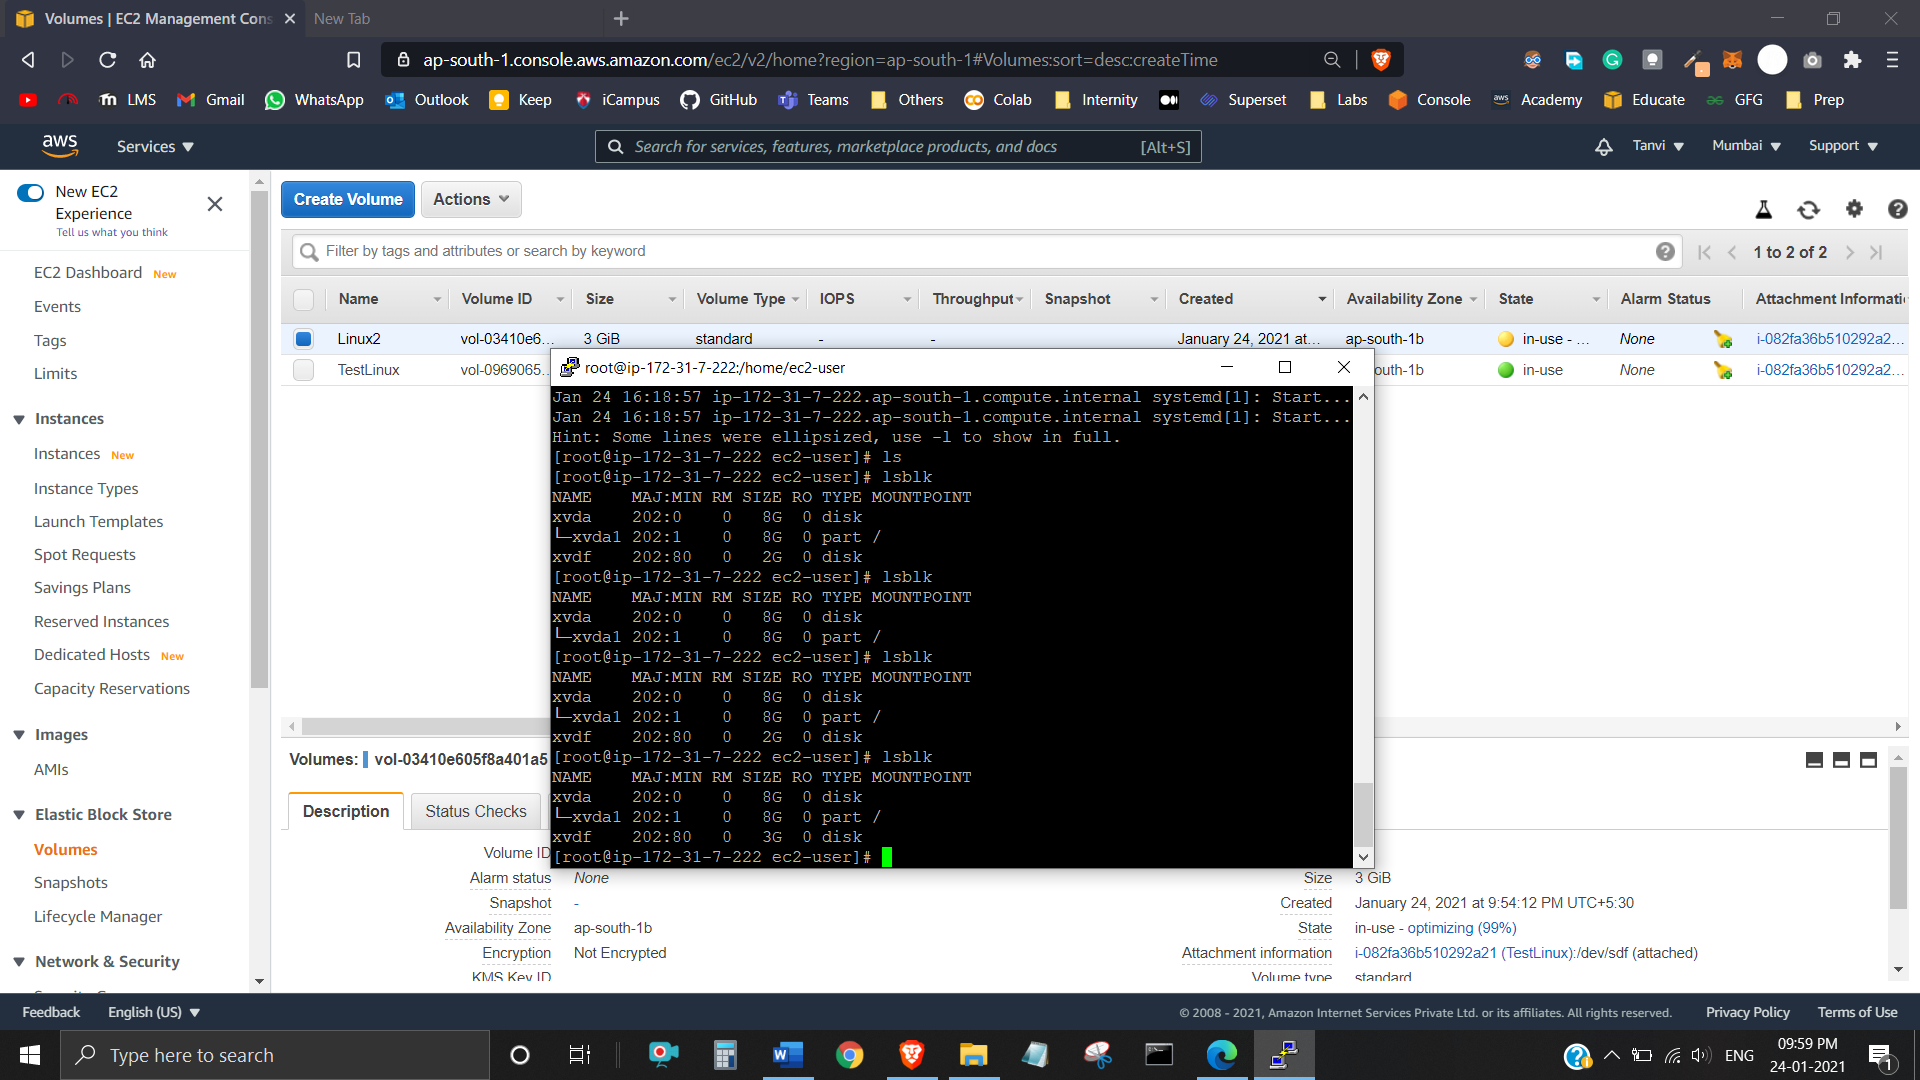 Volumes | EC2 Management Cons
New Tab
ap-south-1.console.aws.amazon.com/ec2/v2/home?region=ap-south-1#Volumes:sort=desc:createTime
LMS Gmail WhatsApp Outlook Keep iCampus GitHub Teams Others Colab Internity Superset Labs Console Academy Educate GFG Prep
aws Services Search for services, features, marketplace products, and docs [Alt+S] Tanvi Mumbai Support
New EC2
Experience
Tell us what you think
EC2 Dashboard New
Events
Tags
Limits
Instances
Instances New
Instance Types
Launch Templates
Spot Requests
Savings Plans
Reserved Instances
Dedicated Hosts New
Capacity Reservations
Images
AMIs
Elastic Block Store
Volumes
Snapshots
Lifecycle Manager
Network & Security
Create Volume Actions
Filter by tags and attributes or search by keyword 1 to 2 of 2
Name Volume ID Size Volume Type IOPS Throughput Snapshot Created Availability Zone State Alarm Status Attachment Informati
Linux2 vol-03410e6... 3 GiB standard - - January 24, 2021 at... ap-south-1b in-use - ... None i-082fa36b510292a2...
TestLinux vol-0969065... outh-1b in-use None i-082fa36b510292a2...
root@ip-172-31-7-222:/home/ec2-user
Jan 24 16:18:57 ip-172-31-7-222.ap-south-1.compute.internal systemd[1]: Start...
Jan 24 16:18:57 ip-172-31-7-222.ap-south-1.compute.internal systemd[1]: Start...
Hint: Some lines were ellipsized, use -l to show in full.
[root@ip-172-31-7-222 ec2-user]# ls
[root@ip-172-31-7-222 ec2-user]# lsblk
NAME MAJ:MIN RM SIZE RO TYPE MOUNTPOINT
xvda 202:0 0 8G 0 disk
└─xvda1 202:1 0 8G 0 part /
xvdf 202:80 0 2G 0 disk
[root@ip-172-31-7-222 ec2-user]# lsblk
NAME MAJ:MIN RM SIZE RO TYPE MOUNTPOINT
xvda 202:0 0 8G 0 disk
└─xvda1 202:1 0 8G 0 part /
[root@ip-172-31-7-222 ec2-user]# lsblk
NAME MAJ:MIN RM SIZE RO TYPE MOUNTPOINT
xvda 202:0 0 8G 0 disk
└─xvda1 202:1 0 8G 0 part /
xvdf 202:80 0 2G 0 disk
[root@ip-172-31-7-222 ec2-user]# lsblk
NAME MAJ:MIN RM SIZE RO TYPE MOUNTPOINT
xvda 202:0 0 8G 0 disk
└─xvda1 202:1 0 8G 0 part /
xvdf 202:80 0 3G 0 disk
[root@ip-172-31-7-222 ec2-user]#
Volumes: vol-03410e605f8a401a5
Description Status Checks
Volume ID
Alarm status None
Snapshot -
Availability Zone ap-south-1b
Encryption Not Encrypted
KMS Key ID
Size 3 GiB
Created January 24, 2021 at 9:54:12 PM UTC+5:30
State in-use - optimizing (99%)
Attachment information i-082fa36b510292a21 (TestLinux):/dev/sdf (attached)
Volume type standard
Feedback English (US) © 2008 - 2021, Amazon Internet Services Private Ltd. or its affiliates. All rights reserved. Privacy Policy Terms of Use
Type here to search
ENG
09:59 PM
24-01-2021
1